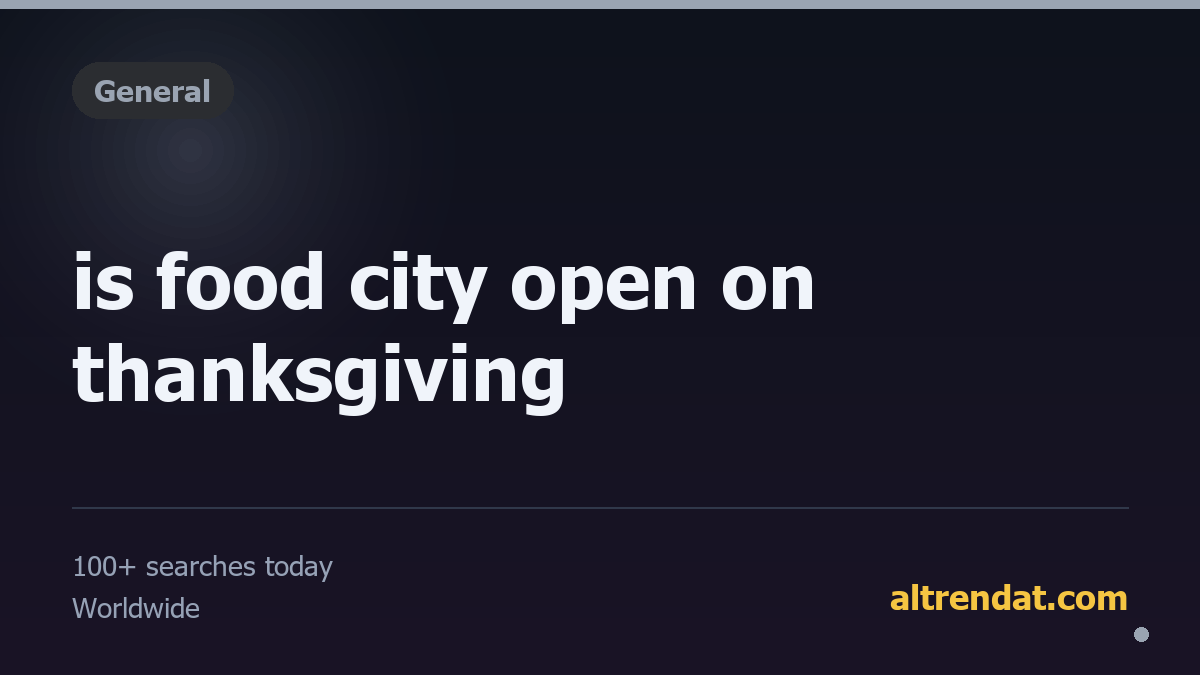 General
is food city open on
thanksgiving
100+ searches today
Worldwide
altrendat.com